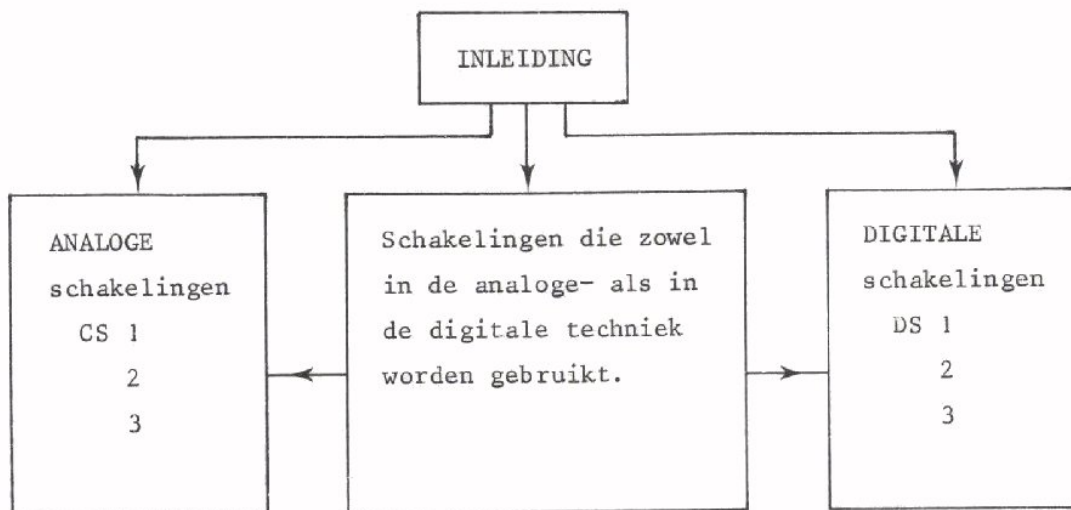 INLEIDING
ANALOGE
schakelingen
CS 1
2
3
Schakelingen die zowel
in de analoge- als in
de digitale techniek
worden gebruikt.
DIGITALE
schakelingen
DS 1
2
3